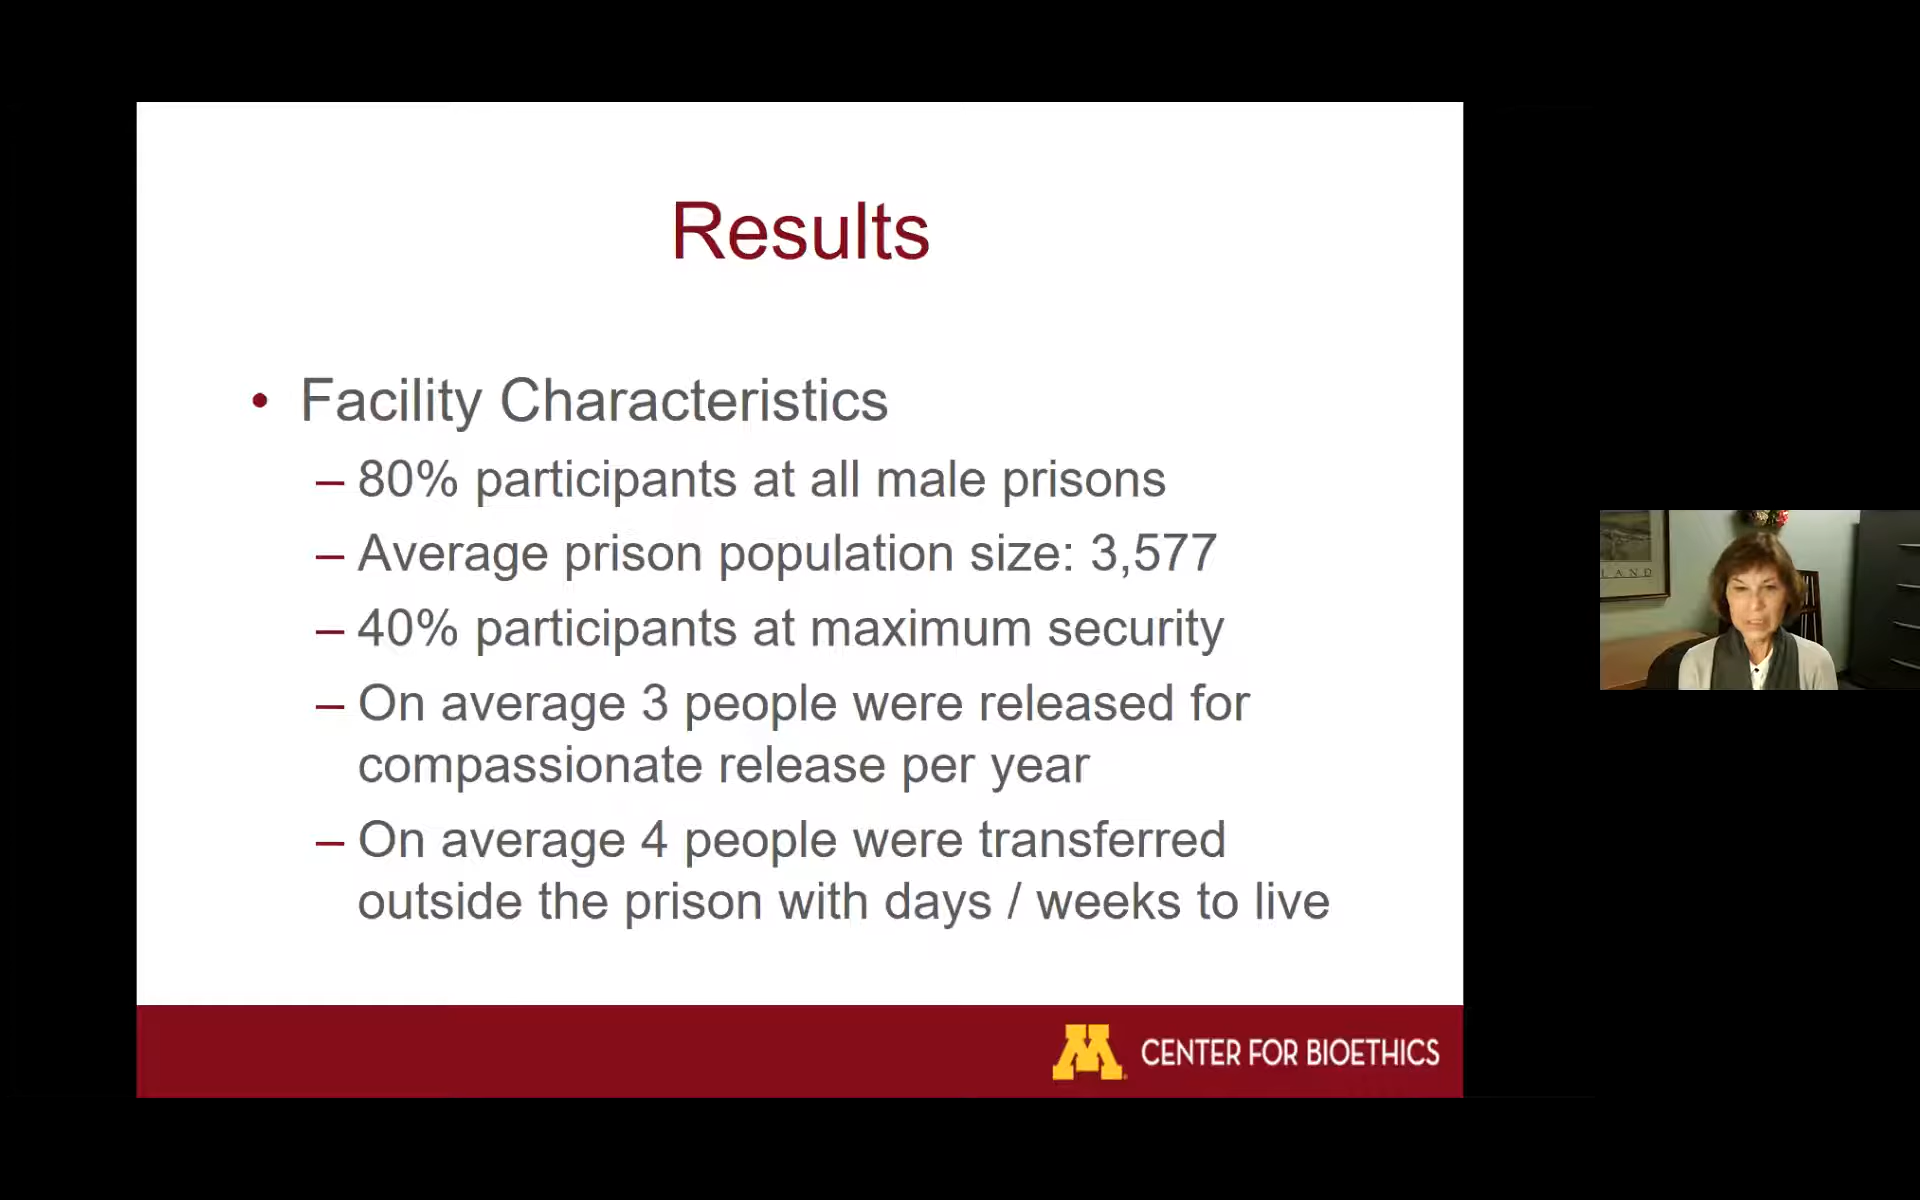 Results
• Facility Characteristics
– 80% participants at all male prisons
– Average prison population size: 3,577
– 40% participants at maximum security
– On average 3 people were released for
compassionate release per year
– On average 4 people were transferred
outside the prison with days / weeks to live
LAND
M CENTER FOR BIOETHICS